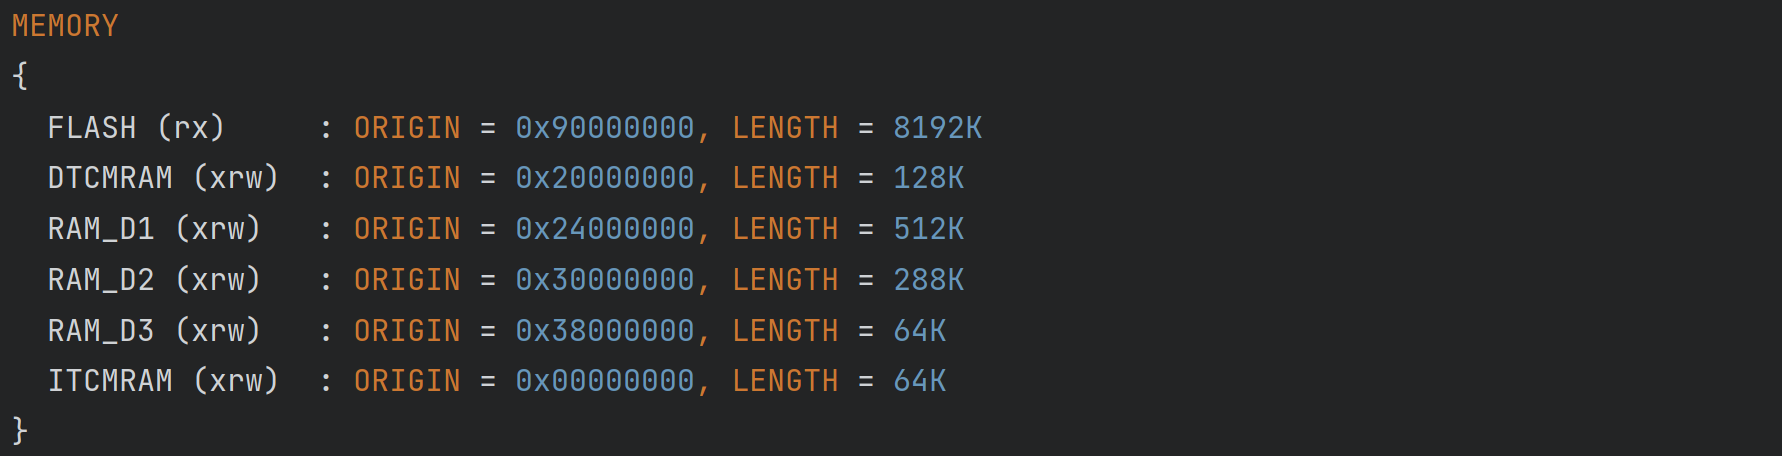 MEMORY
{
  FLASH (rx)     : ORIGIN = 0x90000000, LENGTH = 8192K
  DTCMRAM (xrw)  : ORIGIN = 0x20000000, LENGTH = 128K
  RAM_D1 (xrw)   : ORIGIN = 0x24000000, LENGTH = 512K
  RAM_D2 (xrw)   : ORIGIN = 0x30000000, LENGTH = 288K
  RAM_D3 (xrw)   : ORIGIN = 0x38000000, LENGTH = 64K
  ITCMRAM (xrw)  : ORIGIN = 0x00000000, LENGTH = 64K
}